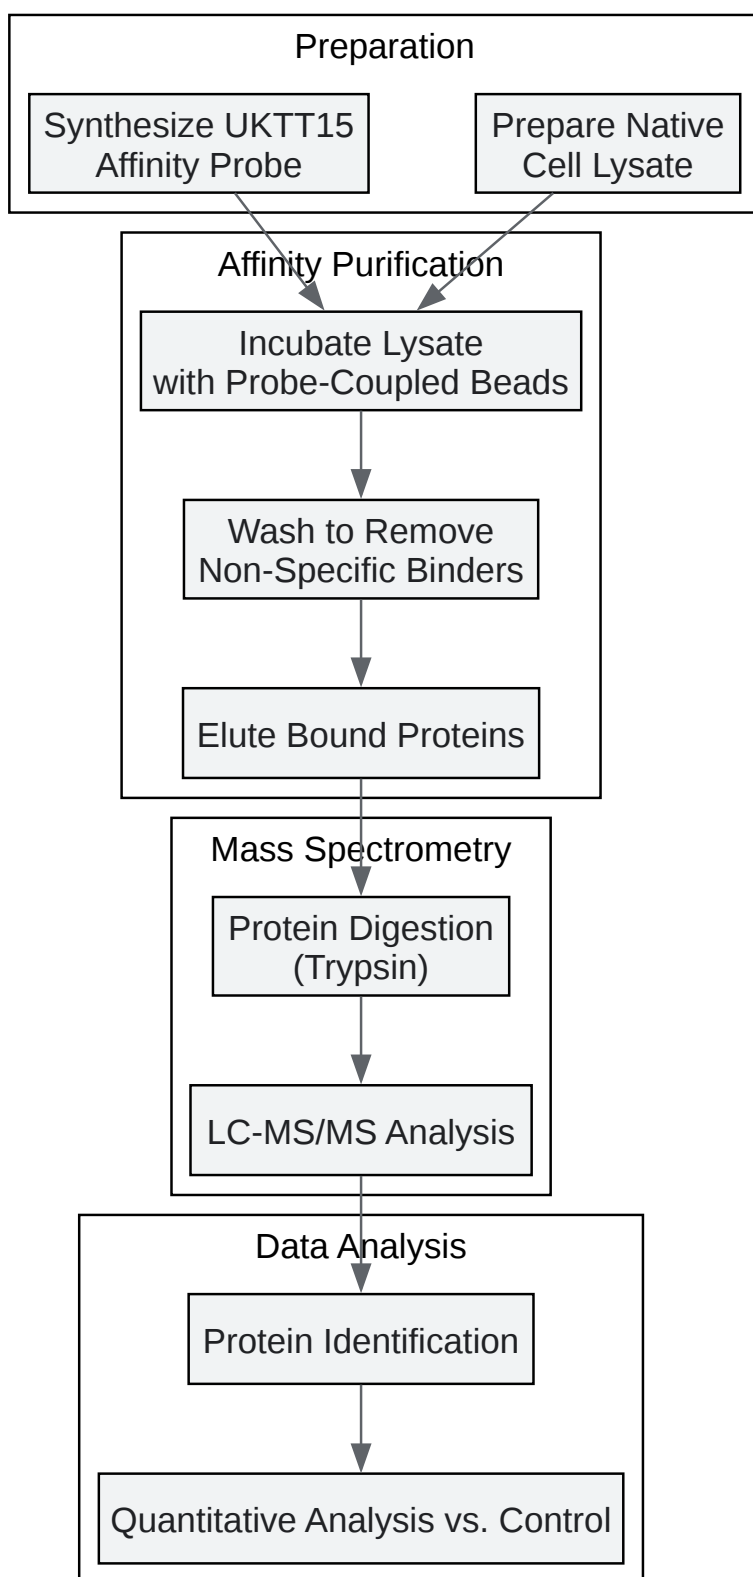 Preparation
Synthesize UKTT15
Affinity Probe
Prepare Native
Cell Lysate
Affinity Purification
Incubate Lysate
with Probe-Coupled Beads
Wash to Remove
Non-Specific Binders
Elute Bound Proteins
Mass Spectrometry
Protein Digestion
(Trypsin)
LC-MS/MS Analysis
Data Analysis
Protein Identification
Quantitative Analysis vs. Control